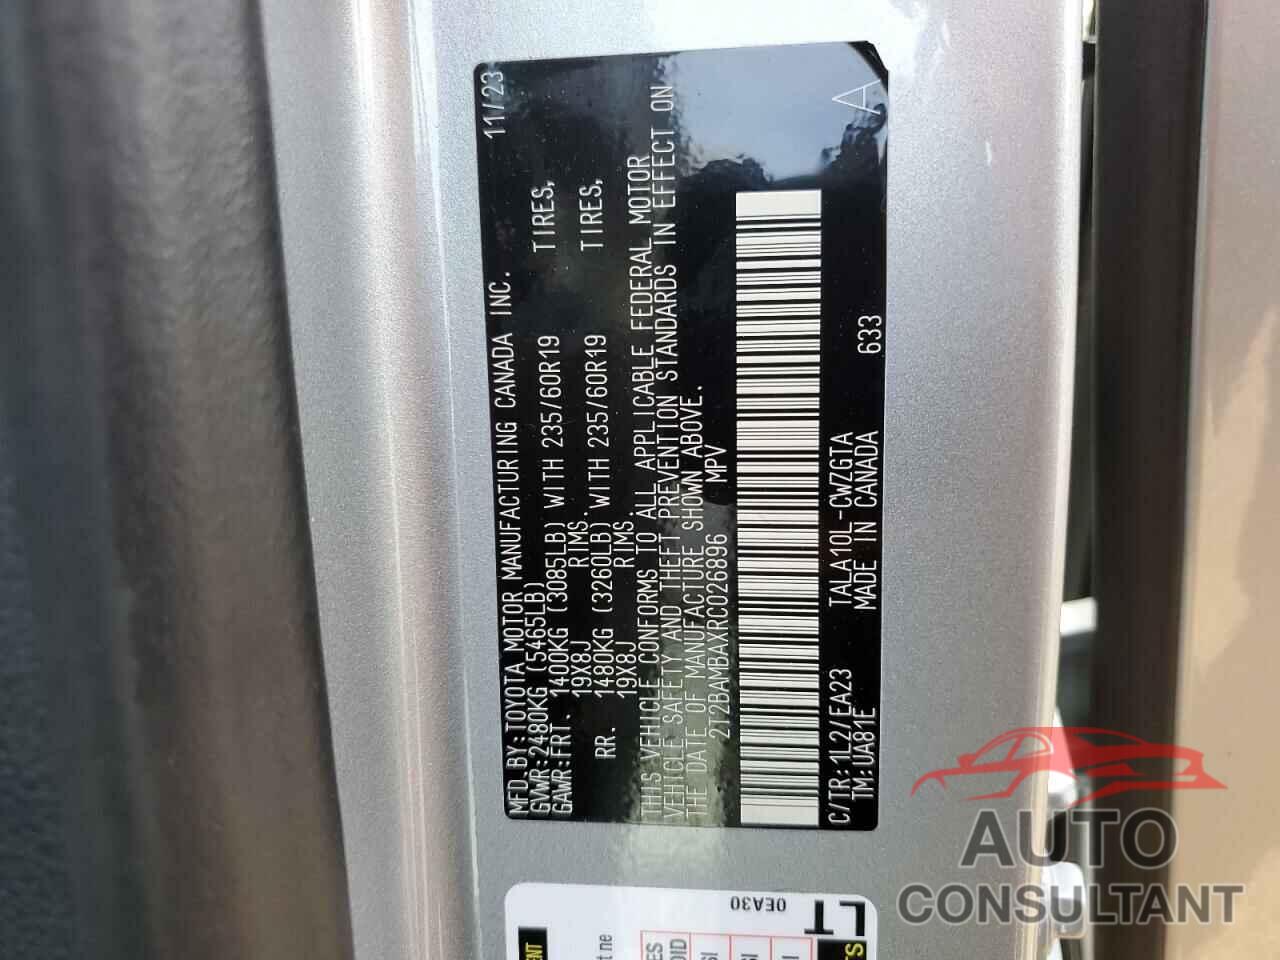 MFD.BY:TOYOTA MOTOR MANUFACTURING CANADA INC. 11/23
GVWR:2480KG (5465LB)
GAWR:FRT. 1400KG (3085LB) WITH 235/60R19 TIRES,
19X8J RIMS.
RR. 1480KG (3260LB) WITH 235/60R19 TIRES,
19X8J RIMS.
THIS VEHICLE CONFORMS TO ALL APPLICABLE FEDERAL MOTOR
VEHICLE SAFETY AND THEFT PREVENTION STANDARDS IN EFFECT ON
THE DATE OF MANUFACTURE SHOWN ABOVE.
2T2BAMBAXRC026896 MPV
C/TR:1L2/EA23 TALA10L-CWZGTA A
TM:UA81E MADE IN CANADA 633
LT
0EA30
AUTO
CONSULTANT